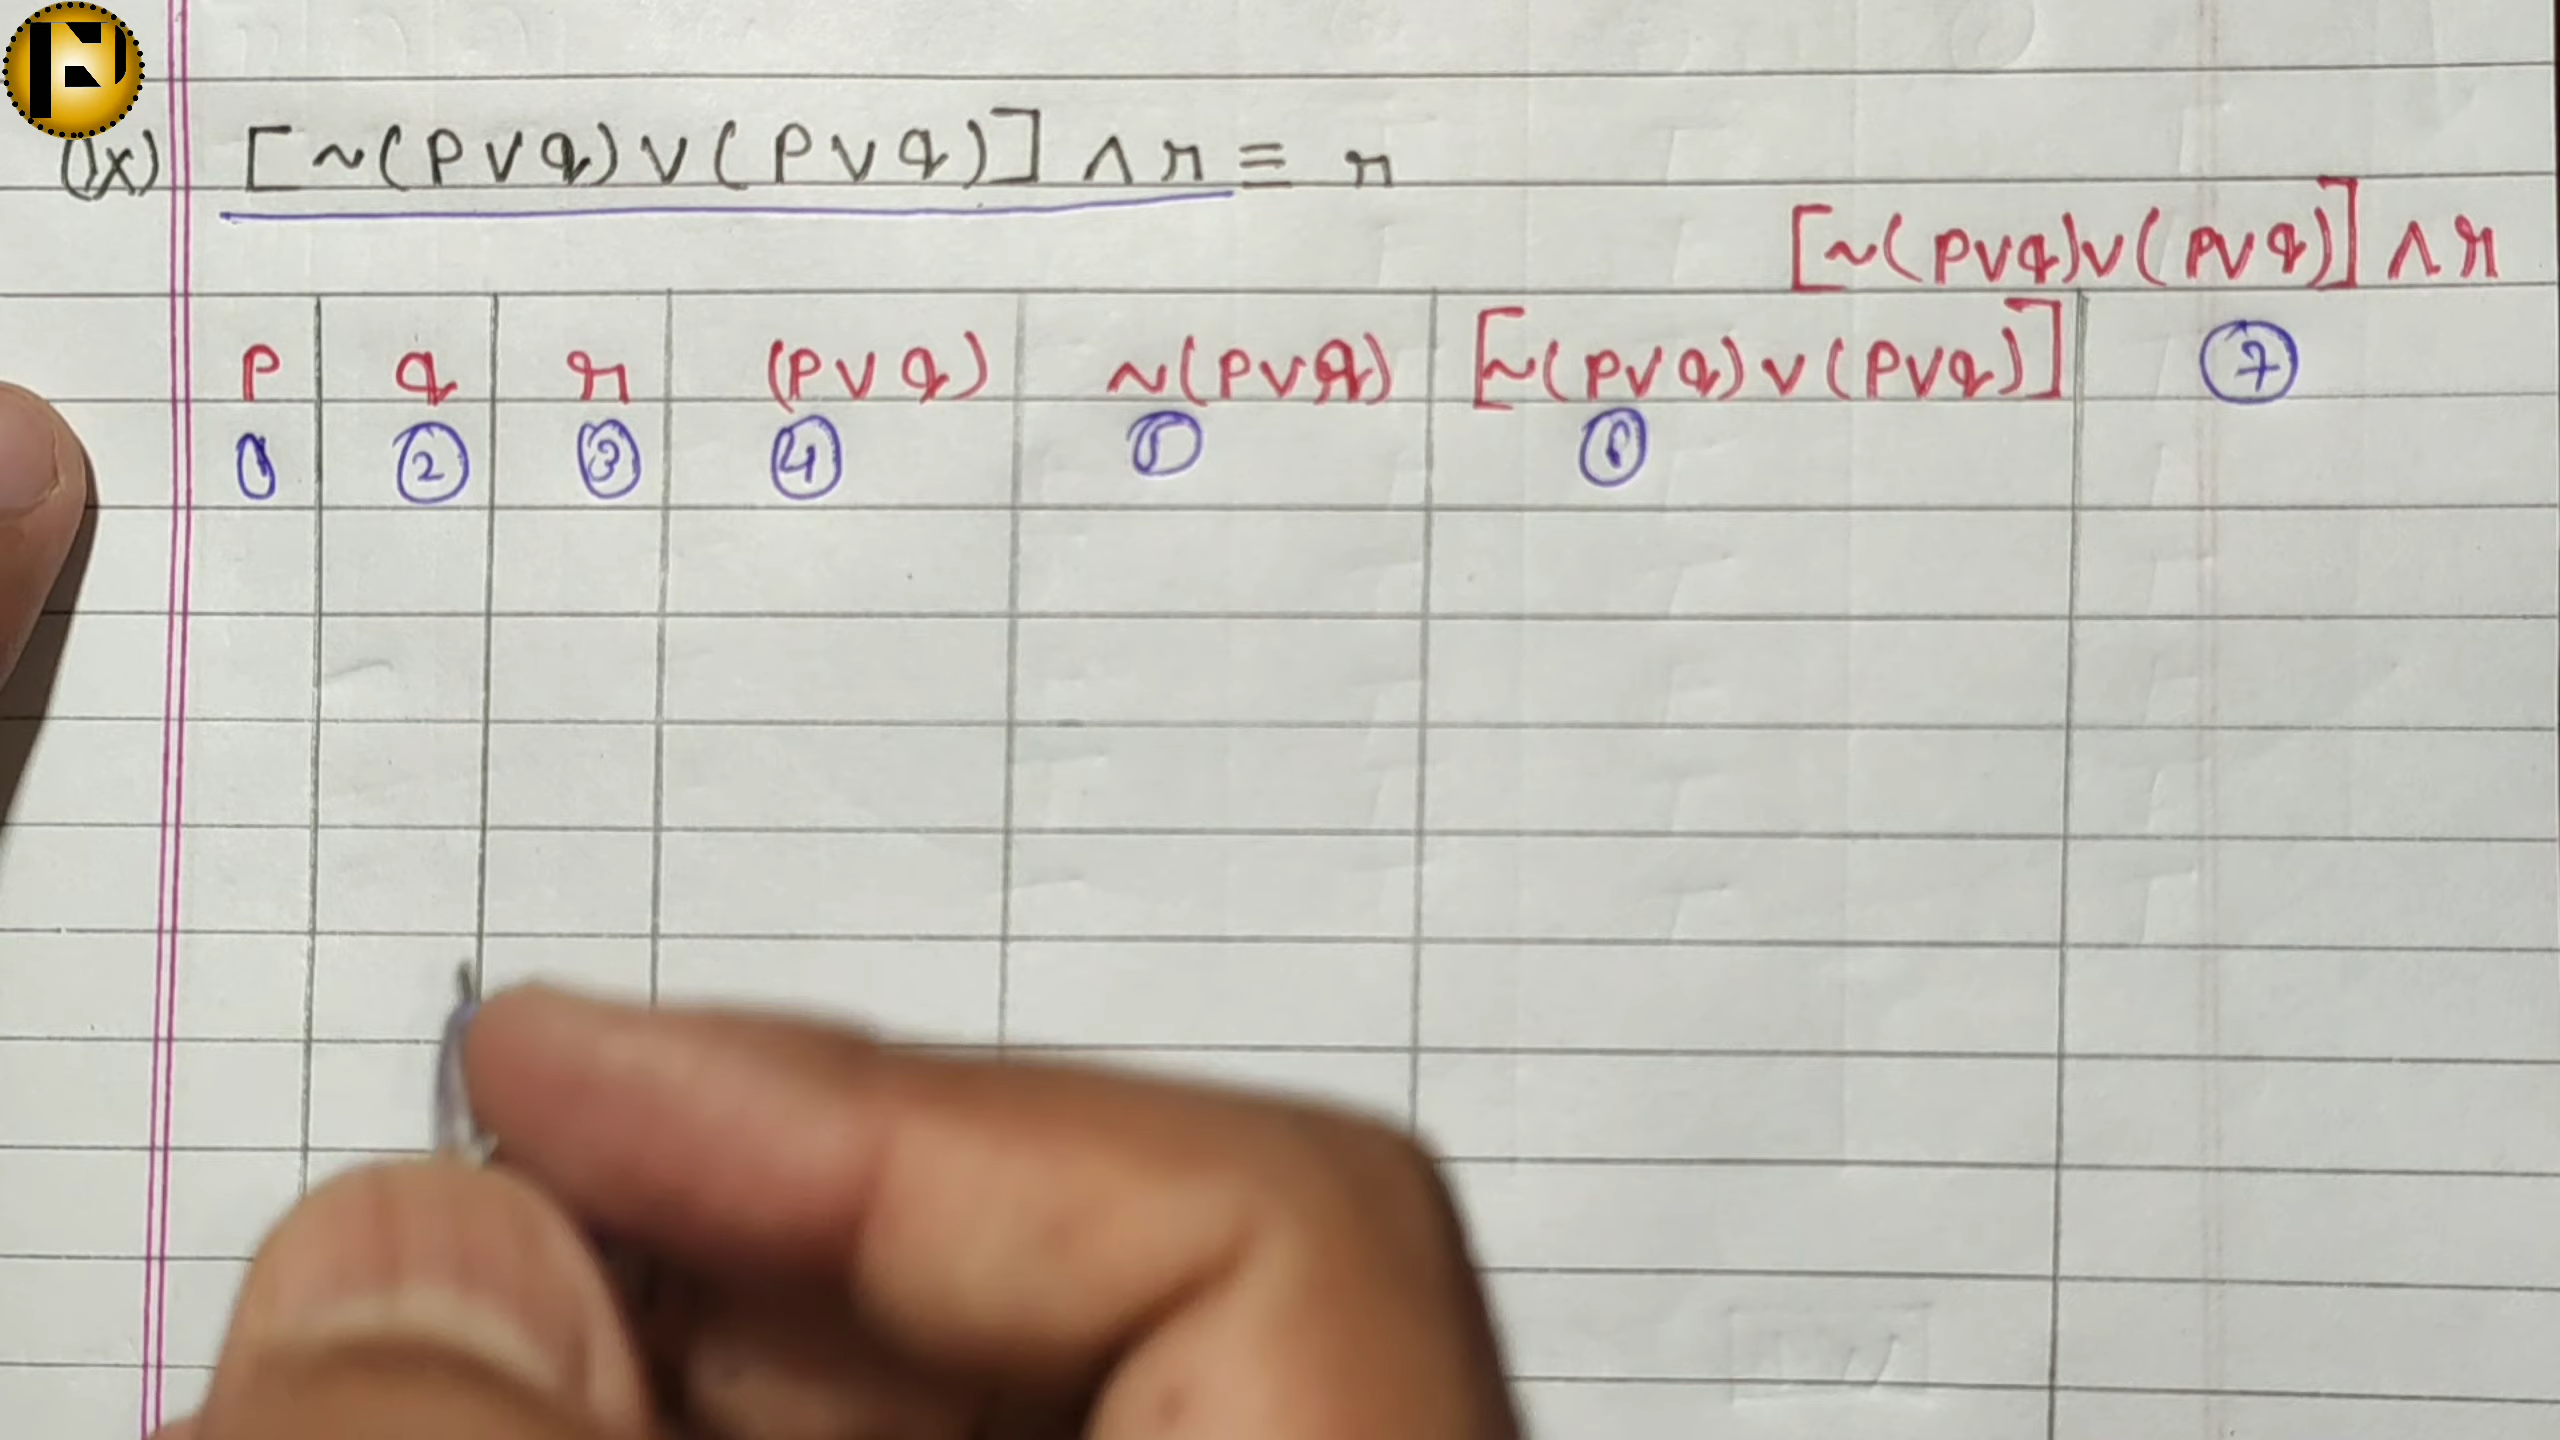 (ix) [~(p∨q)∨(p∨q)] ∧ r ≡ r
[~(p∨q)∨(p∨q)] ∧ r
p q r (p∨q) ~(p∨q) [~(p∨q)∨(p∨q)] 7
1 2 3 4 5 6